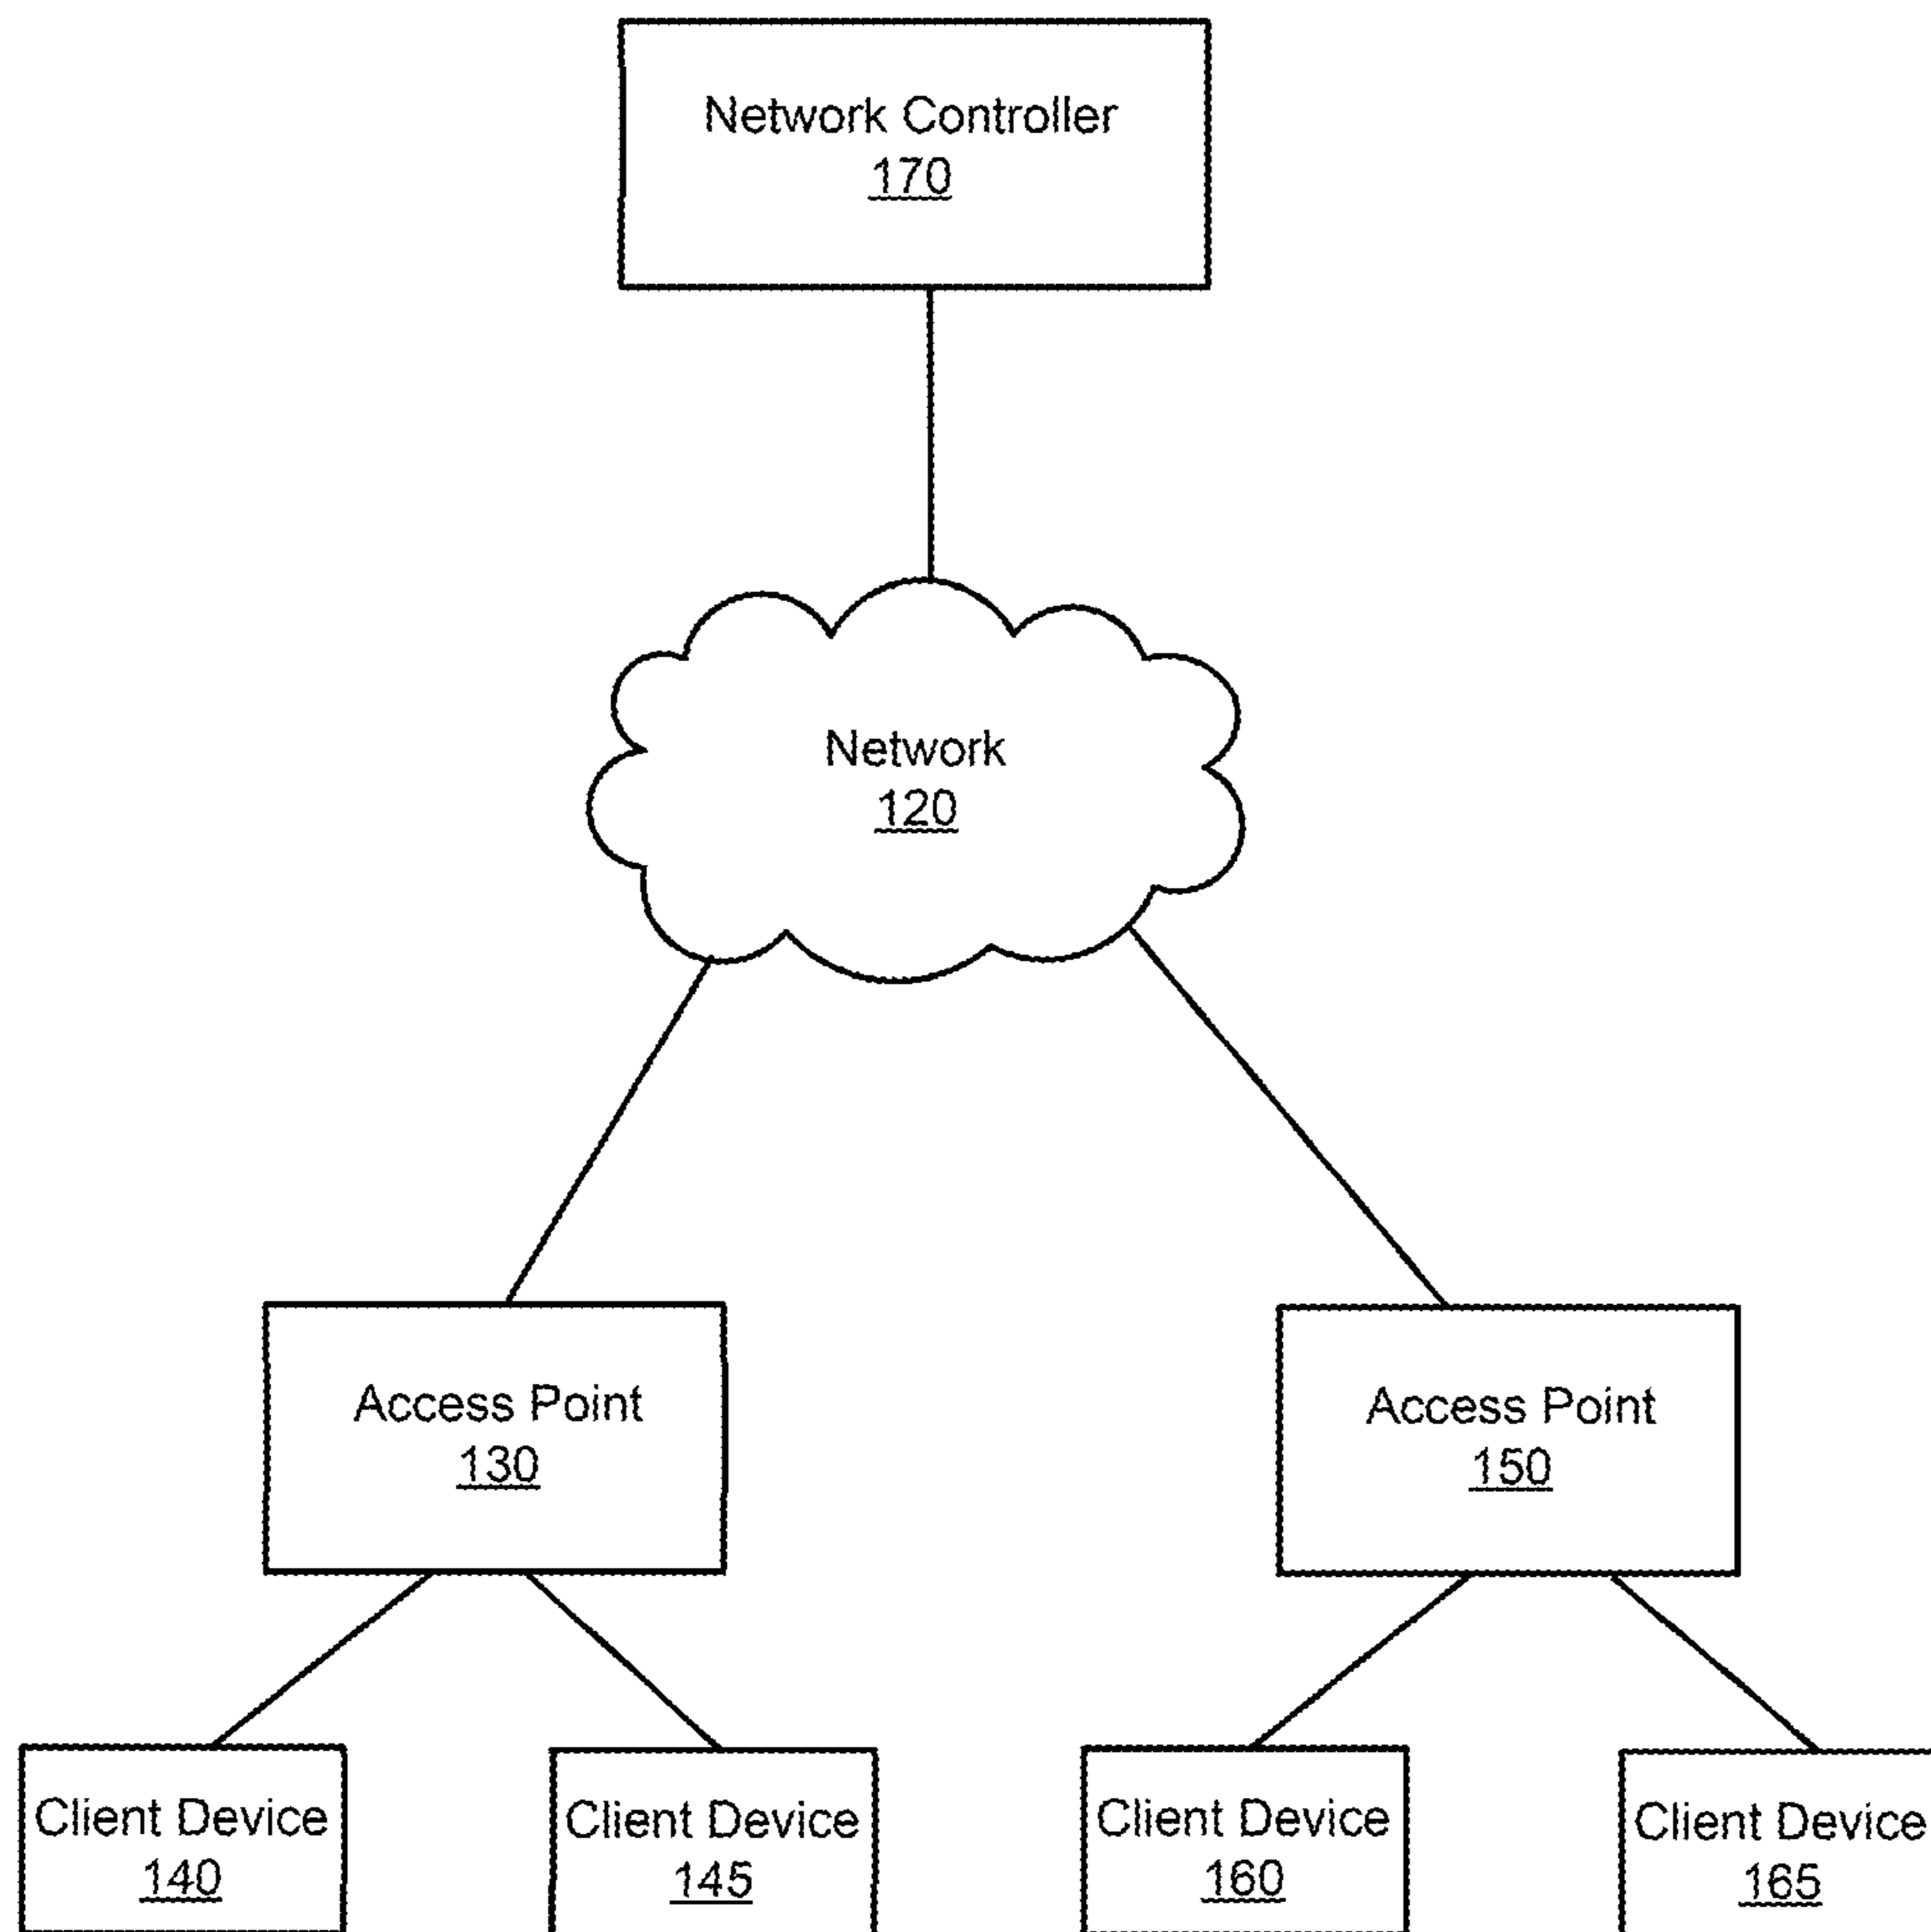 Network Controller
170
Network
120
Access Point
130
Access Point
150
Client Device
140
Client Device
145
Client Device
160
Client Device
165